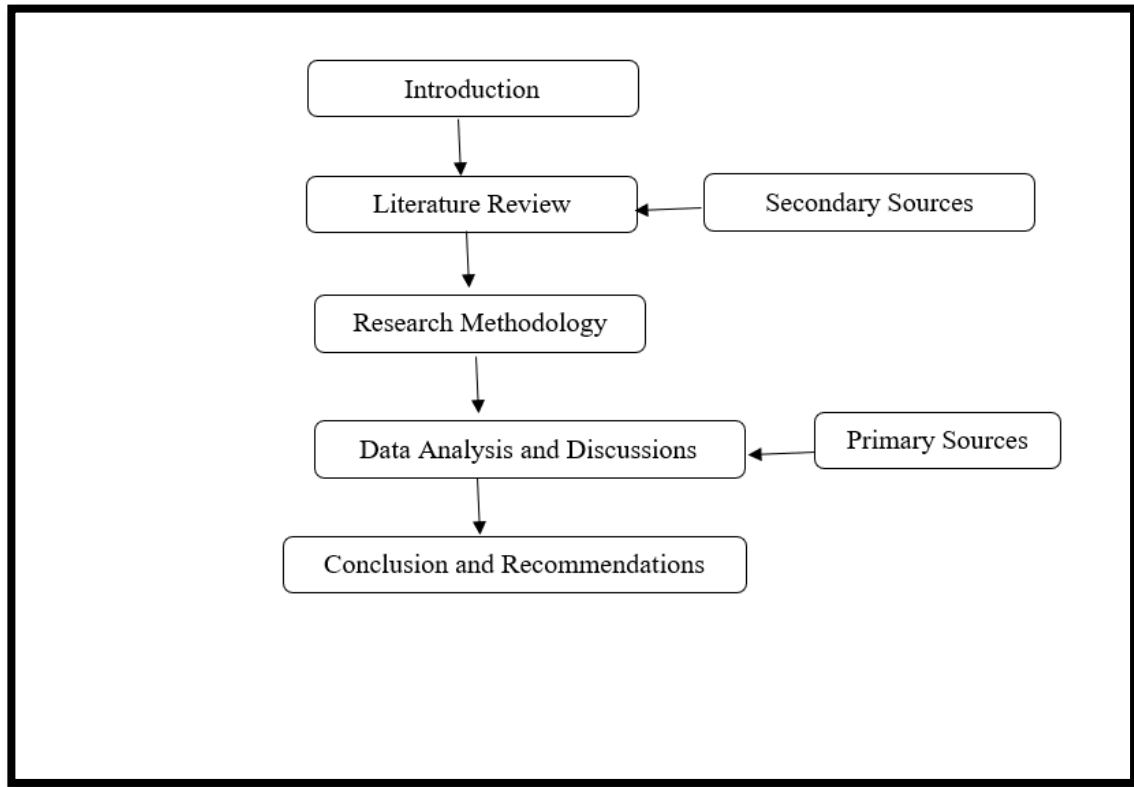 Introduction
Literature Review
Secondary Sources
Research Methodology
Data Analysis and Discussions
Primary Sources
Conclusion and Recommendations